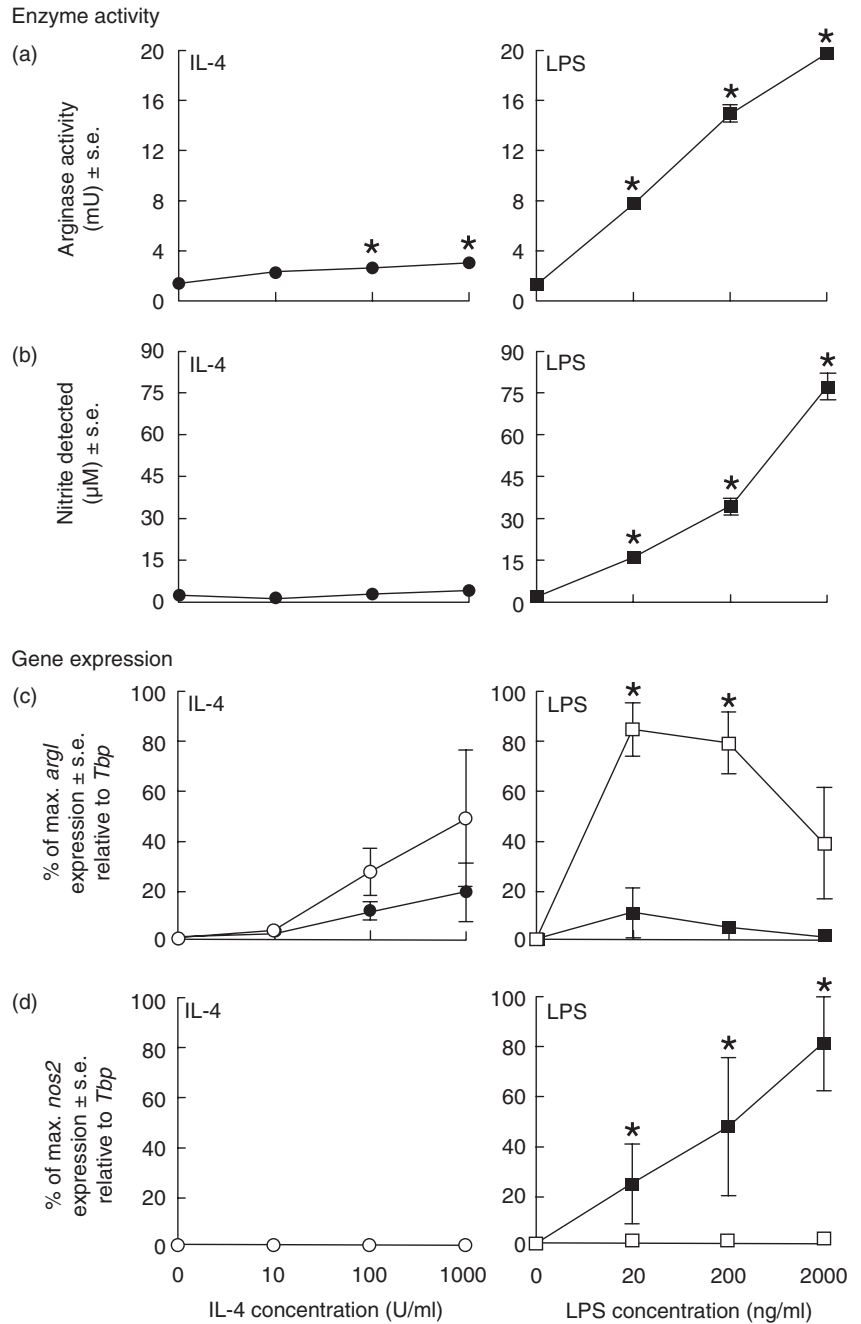 Enzyme activity
(a)
Arginase activity
(mU) ± s.e.
IL-4
20
16
12
8
4
0
*
*
LPS
20
16
12
8
4
0
*
*
*
(b)
Nitrite detected
(µM) ± s.e.
IL-4
90
75
60
45
30
15
0
LPS
90
75
60
45
30
15
0
*
*
*
Gene expression
(c)
% of max. argI
expression ± s.e.
relative to Tbp
IL-4
100
80
60
40
20
0
LPS
100
80
60
40
20
0
*
*
(d)
% of max. nos2
expression ± s.e.
relative to Tbp
IL-4
100
80
60
40
20
0
0 10 100 1000
IL-4 concentration (U/ml)
LPS
100
80
60
40
20
0
*
*
*
0 20 200 2000
LPS concentration (ng/ml)